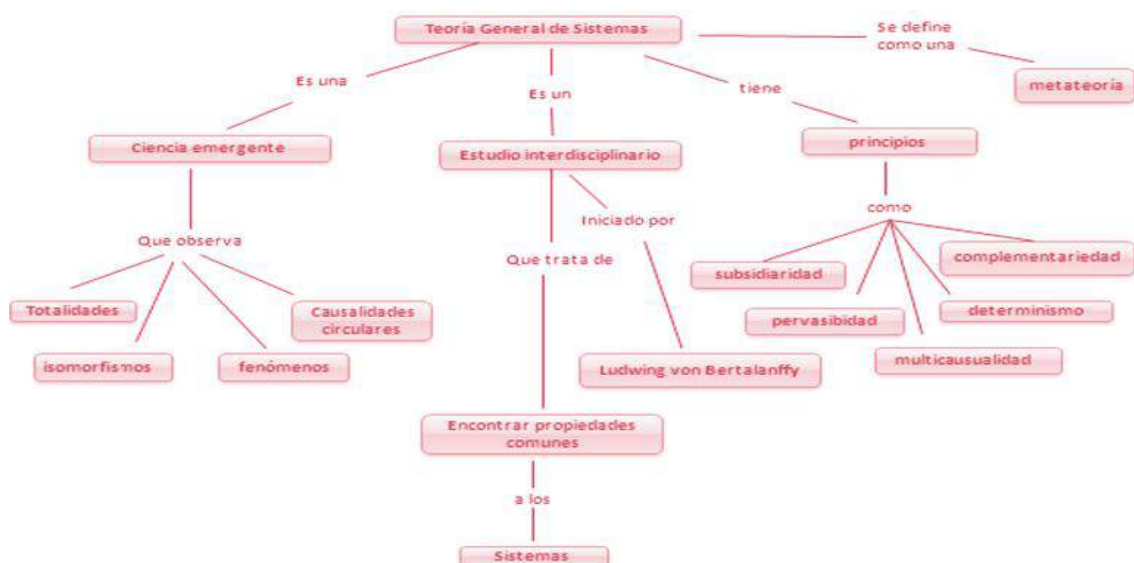 Teoría General de Sistemas
Se define
como una
metateoría
Es una
Es un
tiene
Ciencia emergente
Estudio interdisciplinario
principios
Que observa
Iniciado por
como
Que trata de
Totalidades
Causalidades
circulares
isomorfismos
fenómenos
subsidiaridad
complementariedad
pervasibidad
determinismo
multicausualidad
Ludwing von Bertalanffy
Encontrar propiedades
comunes
a los
Sistemas